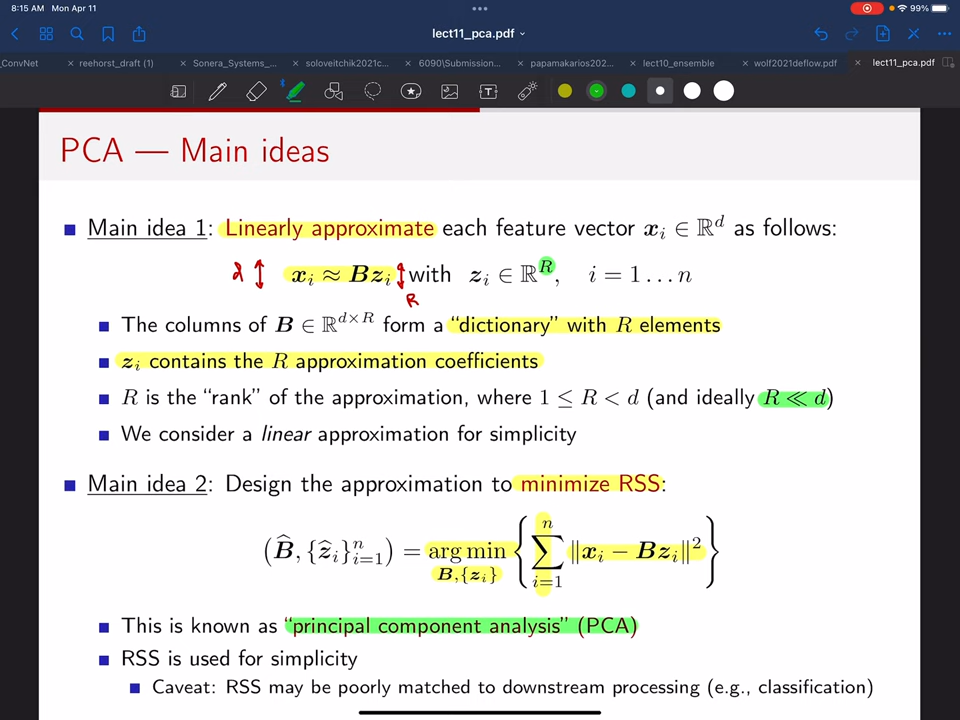 8:15 AM Mon Apr 11
99%
lect11_pca.pdf
_ConvNet
reehorst_draft (1)
Sonera_Systems_...
soloveitchik2021c...
6090\Submission...
papamakarios202...
lect10_ensemble
wolf2021deflow.pdf
lect11_pca.pdf
PCA — Main ideas
Main idea 1: Linearly approximate each feature vector xᵢ ∈ ℝᵈ as follows:
d ↕ xᵢ ≈ Bzᵢ ↕ with zᵢ ∈ ℝᴿ, i = 1 … n
R
The columns of B ∈ ℝᵈˣᴿ form a “dictionary” with R elements
zᵢ contains the R approximation coefficients
R is the “rank” of the approximation, where 1 ≤ R < d (and ideally R ≪ d)
We consider a linear approximation for simplicity
Main idea 2: Design the approximation to minimize RSS:
(B̂, {ẑᵢ}ⁿᵢ₌₁) = arg min_{B,{zᵢ}} { ∑ⁿᵢ₌₁ ‖xᵢ − Bzᵢ‖² }
This is known as “principal component analysis” (PCA)
RSS is used for simplicity
Caveat: RSS may be poorly matched to downstream processing (e.g., classification)